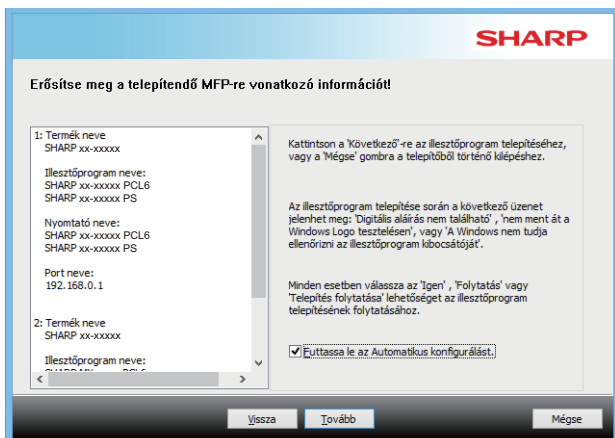 SHARP
Erősítse meg a telepítendő MFP-re vonatkozó információt!
1: Termék neve
SHARP xx-xxxxx
Illesztőprogram neve:
SHARP xx-xxxxx PCL6
SHARP xx-xxxxx PS
Nyomtató neve:
SHARP xx-xxxxx PCL6
SHARP xx-xxxxx PS
Port neve:
192.168.0.1
2: Termék neve
SHARP xx-xxxxx
Illesztőprogram neve:
Kattintson a 'Következő'-re az illesztőprogram telepítéséhez,
vagy a 'Mégse' gombra a telepítőből történő kilépéshez.
Az illesztőprogram telepítése során a következő üzenet
jelenhet meg: 'Digitális aláírás nem található' , 'nem ment át a
Windows Logo tesztelésen', vagy 'A Windows nem tudja
ellenőrizni az illesztőprogram kibocsátóját'.
Minden esetben válassza az 'Igen' , 'Folytatás' vagy
'Telepítés folytatása' lehetőséget az illesztőprogram
telepítésének folytatásához.
Futtassa le az Automatikus konfigurálást.
Vissza
Tovább
Mégse